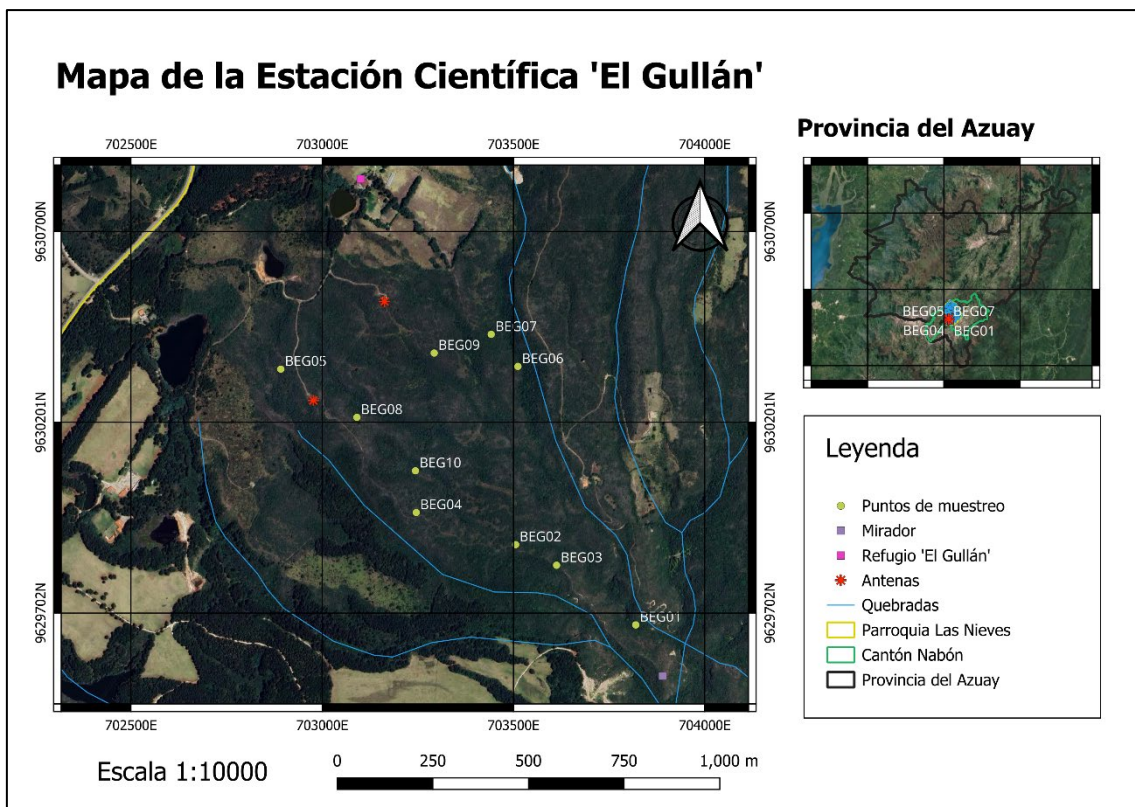 Mapa de la Estación Científica 'El Gullán'
Provincia del Azuay
702500E 703000E 703500E 704000E
9630700N
9630700N
BEG07
BEG09
BEG05
BEG06
BEG08
9630201N
9630201N
BEG10
BEG04
BEG02
BEG03
BEG01
9629702N
9629702N
702500E 703000E 703500E 704000E
BEG05 BEG07
BEG04 BEG01
Leyenda
Puntos de muestreo
Mirador
Refugio 'El Gullán'
Antenas
Quebradas
Parroquia Las Nieves
Cantón Nabón
Provincia del Azuay
Escala 1:10000
0 250 500 750 1,000 m